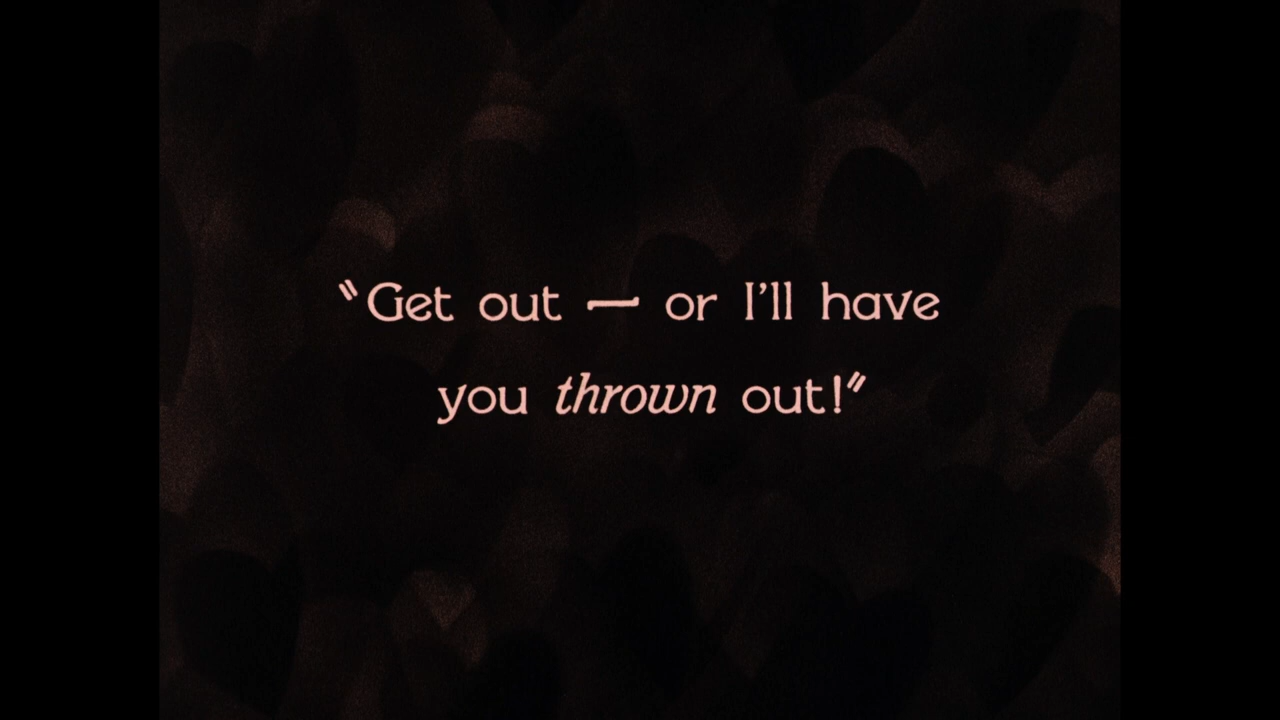 "Get out — or I'll have
you thrown out!"